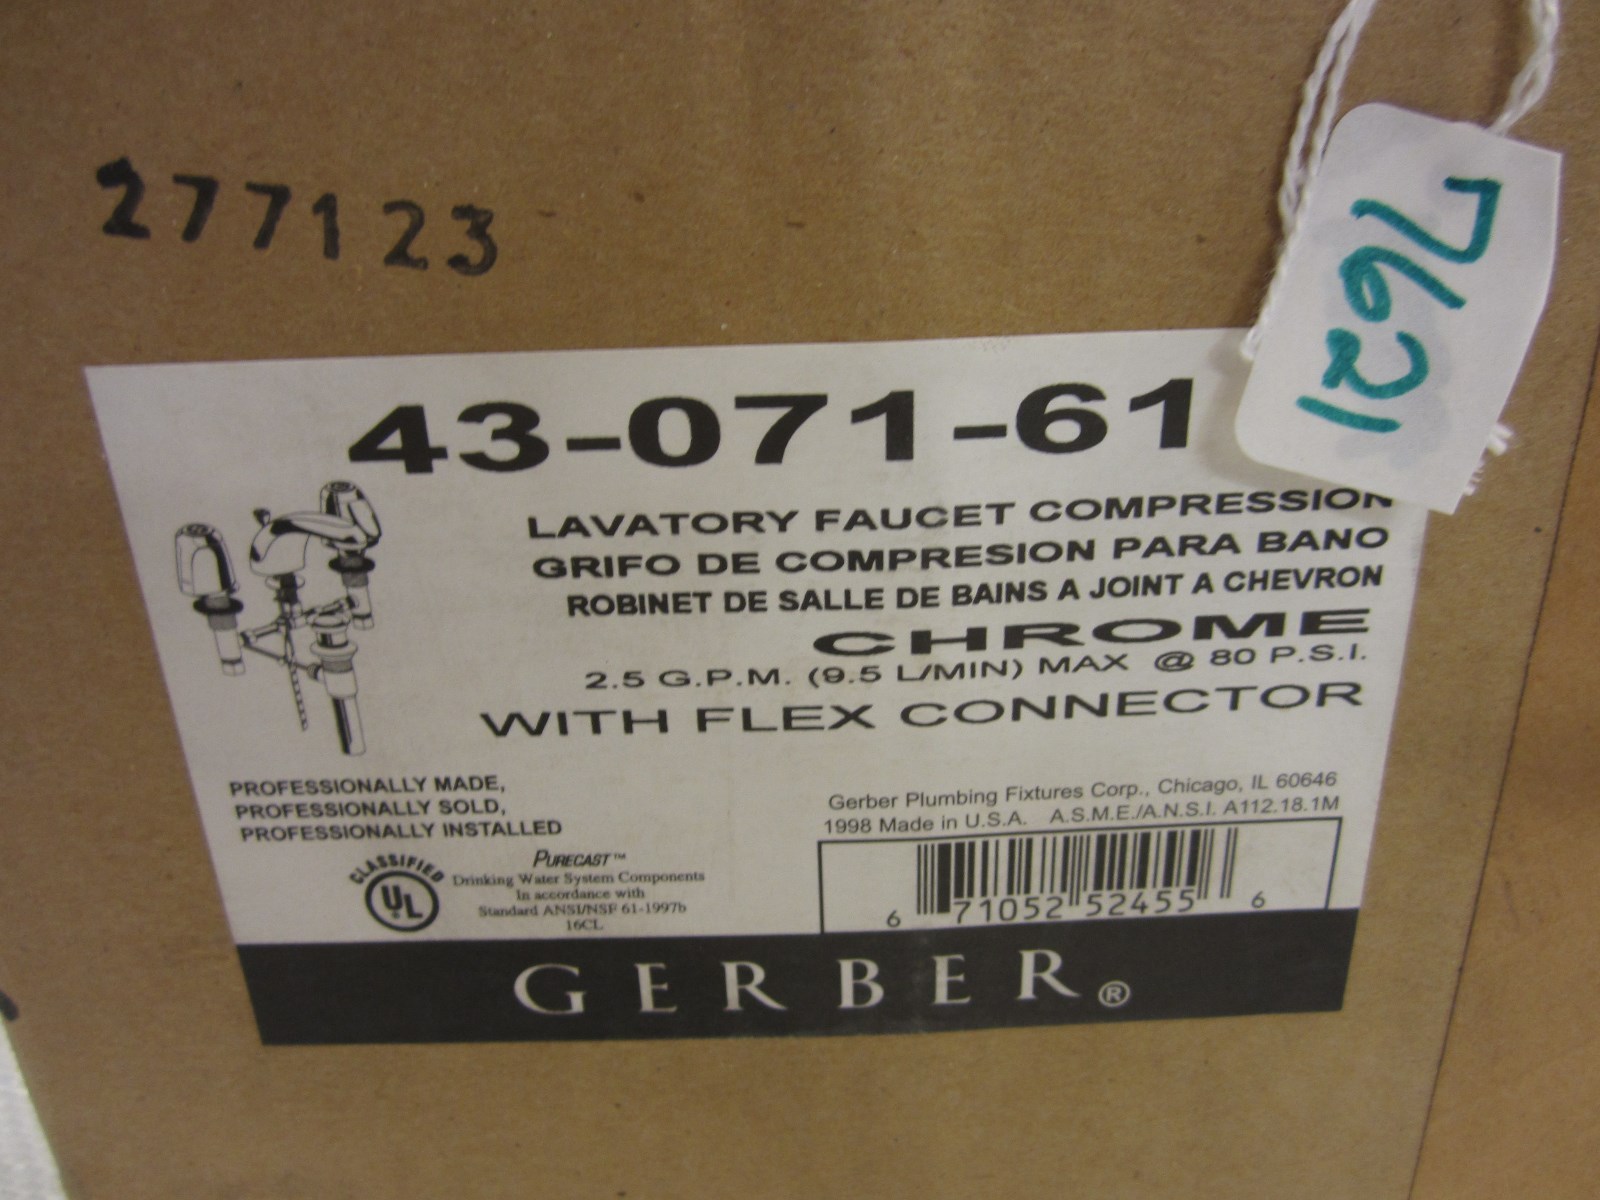 277123
7621
43-071-61
LAVATORY FAUCET COMPRESSION
GRIFO DE COMPRESION PARA BANO
ROBINET DE SALLE DE BAINS A JOINT A CHEVRON
CHROME
2.5 G.P.M. (9.5 L/MIN) MAX @ 80 P.S.I.
WITH FLEX CONNECTOR
PROFESSIONALLY MADE,
PROFESSIONALLY SOLD,
PROFESSIONALLY INSTALLED
Gerber Plumbing Fixtures Corp., Chicago, IL 60646
1998 Made in U.S.A. A.S.M.E./A.N.S.I. A112.18.1M
CLASSIFIED
UL®
PURECAST™
Drinking Water System Components
In accordance with
Standard ANSI/NSF 61-1997b
16CL
6 71052 52455 6
GERBER®